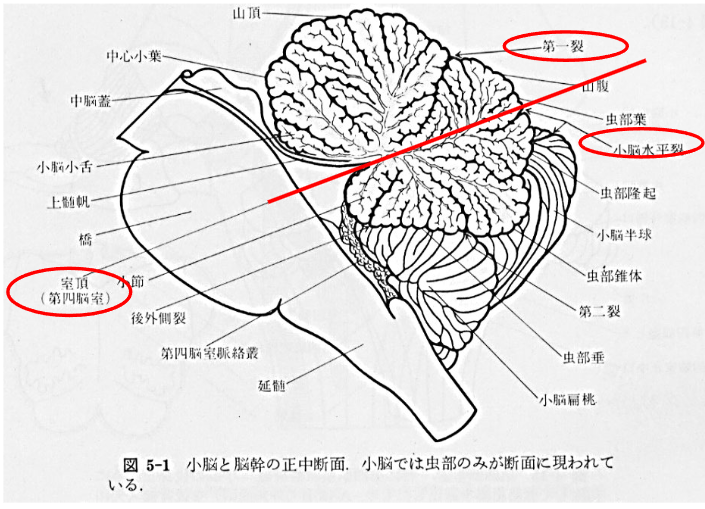 山頂
第一裂
中心小葉
山腹
中脳蓋
虫部葉
小脳水平裂
小脳小舌
虫部隆起
上髄帆
小脳半球
橋
虫部錐体
室頂
(第四脳室)
小節
第二裂
後外側裂
第四脳室脈絡叢
虫部垂
延髄
小脳扁桃
図 5-1 小脳と脳幹の正中断面.小脳では虫部のみが断面に現われて
いる.